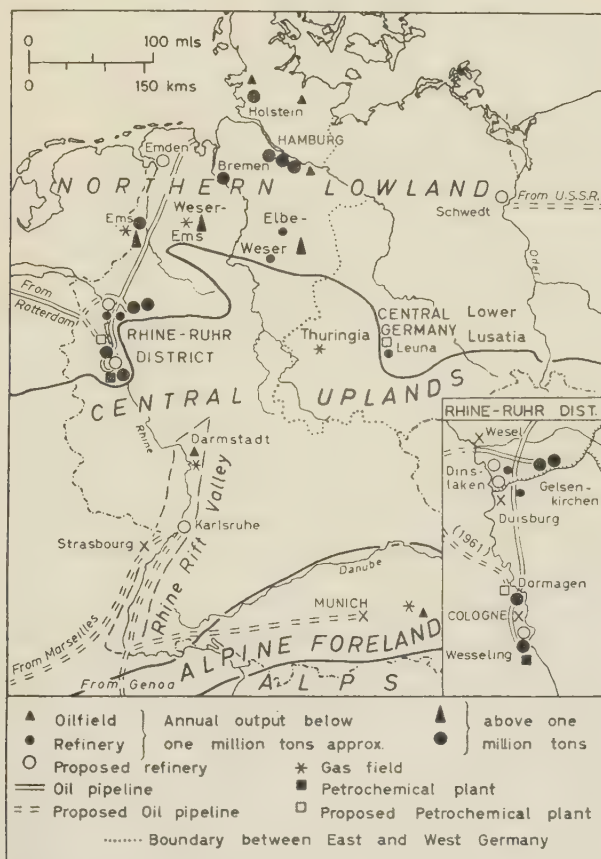 0 100 mls
0 150 kms
Holstein
HAMBURG
Emden
Bremen
NORTHERN LOWLAND
From U.S.S.R.
Schwedt
Ems
Weser-
Ems
Elbe-
Weser
Oder
From
Rotterdam
RHINE-RUHR
DISTRICT
Thuringia
CENTRAL
GERMANY
Leuna
Lower
Lusatia
CENTRAL UPLANDS
Rhine
Darmstadt
Karlsruhe
Strasbourg
Rhine Rift Valley
Danube
MUNICH
From Marseilles
ALPINE FORELAND
From Genoa
ALPS
RHINE-RUHR DIST.
Wesel
Dins-
laken
Gelsen-
kirchen
Duisburg
(1961)
Dormagen
COLOGNE
Wesseling
Oilfield
Refinery
Annual output below
one million tons approx.
above one
million tons
Proposed refinery
Gas field
Oil pipeline
Petrochemical plant
Proposed Oil pipeline
Proposed Petrochemical plant
Boundary between East and West Germany